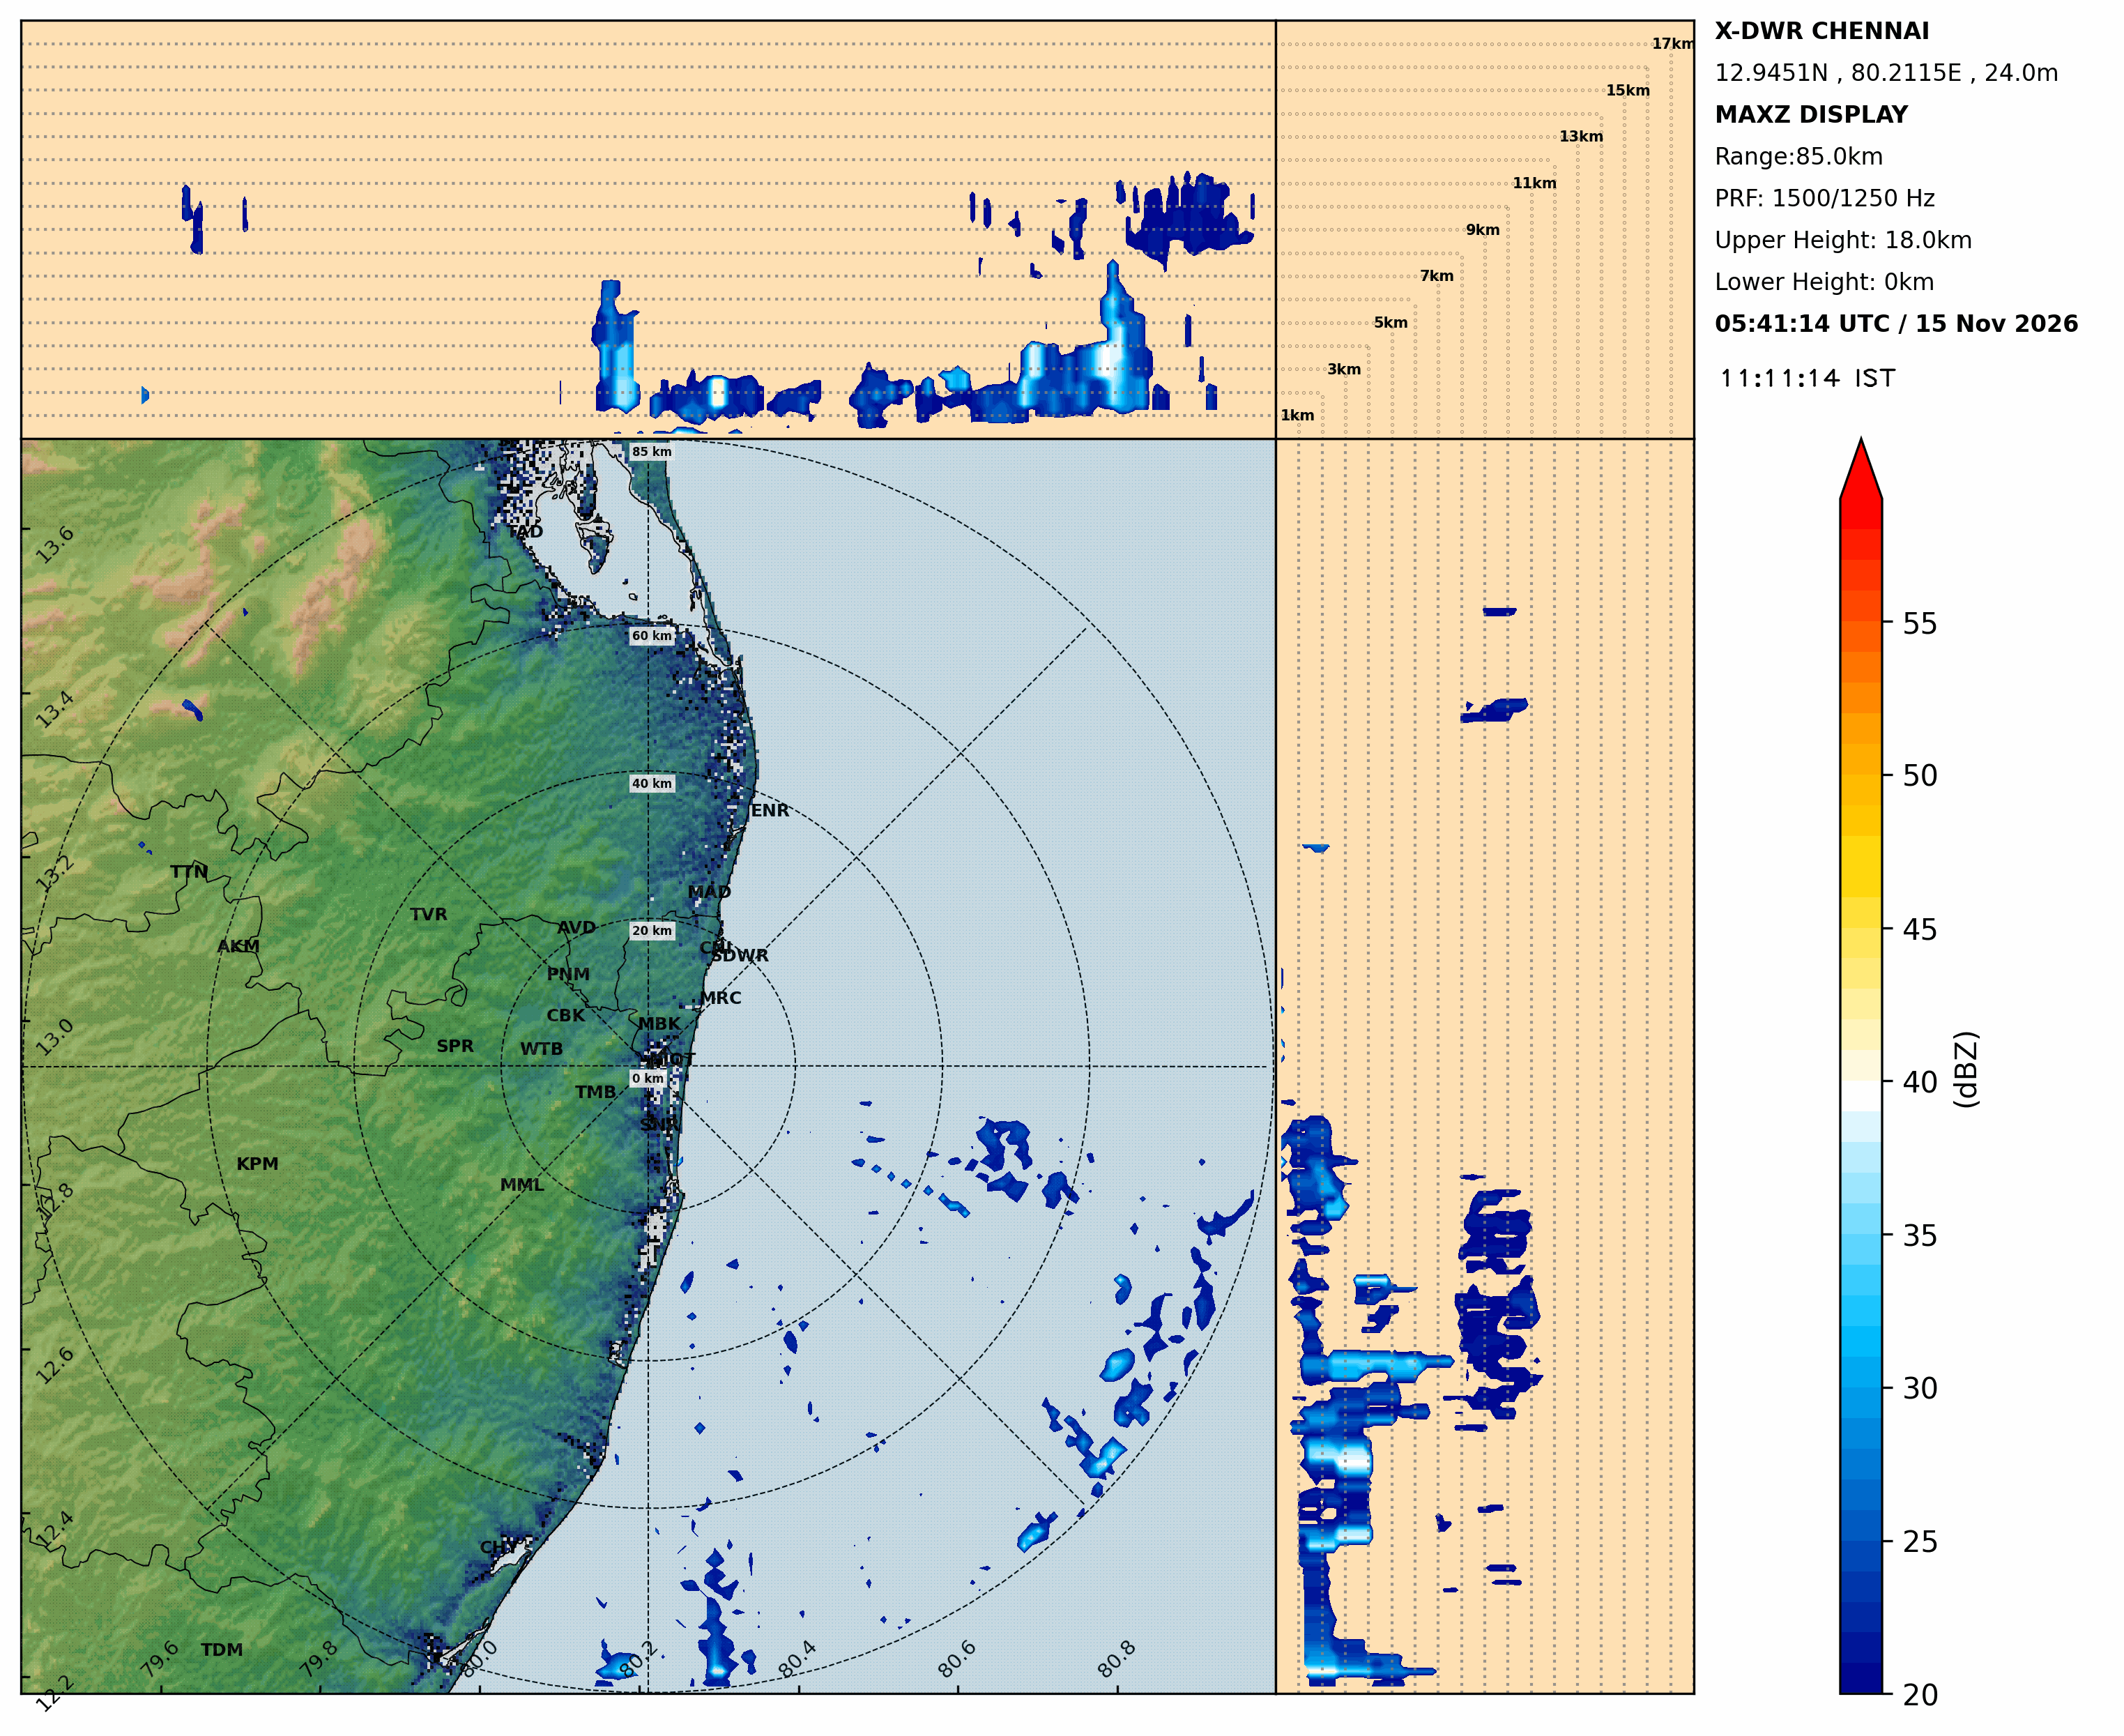 X-DWR CHENNAI
12.9451N , 80.2115E , 24.0m
MAXZ DISPLAY
Range:85.0km
PRF: 1500/1250 Hz
Upper Height: 18.0km
Lower Height: 0km
05:41:14 UTC / 15 Nov 2026
11:11:14 IST
17km
15km
13km
11km
9km
7km
5km
3km
1km
85 km
TAD
13.6
60 km
13.4
40 km
ENR
13.2
TTN
MAD
TVR
AVD
20 km
AKM
CNI
SDWR
PNM
MRC
CBK
MBK
13.0
SPR
WTB
MIOT
0 km
TMB
SNR
KPM
MML
12.8
12.6
12.4
CHY
TDM
12.2
79.6
79.8
80.0
80.2
80.4
80.6
80.8
55
50
45
40
35
30
25
20
(dBZ)